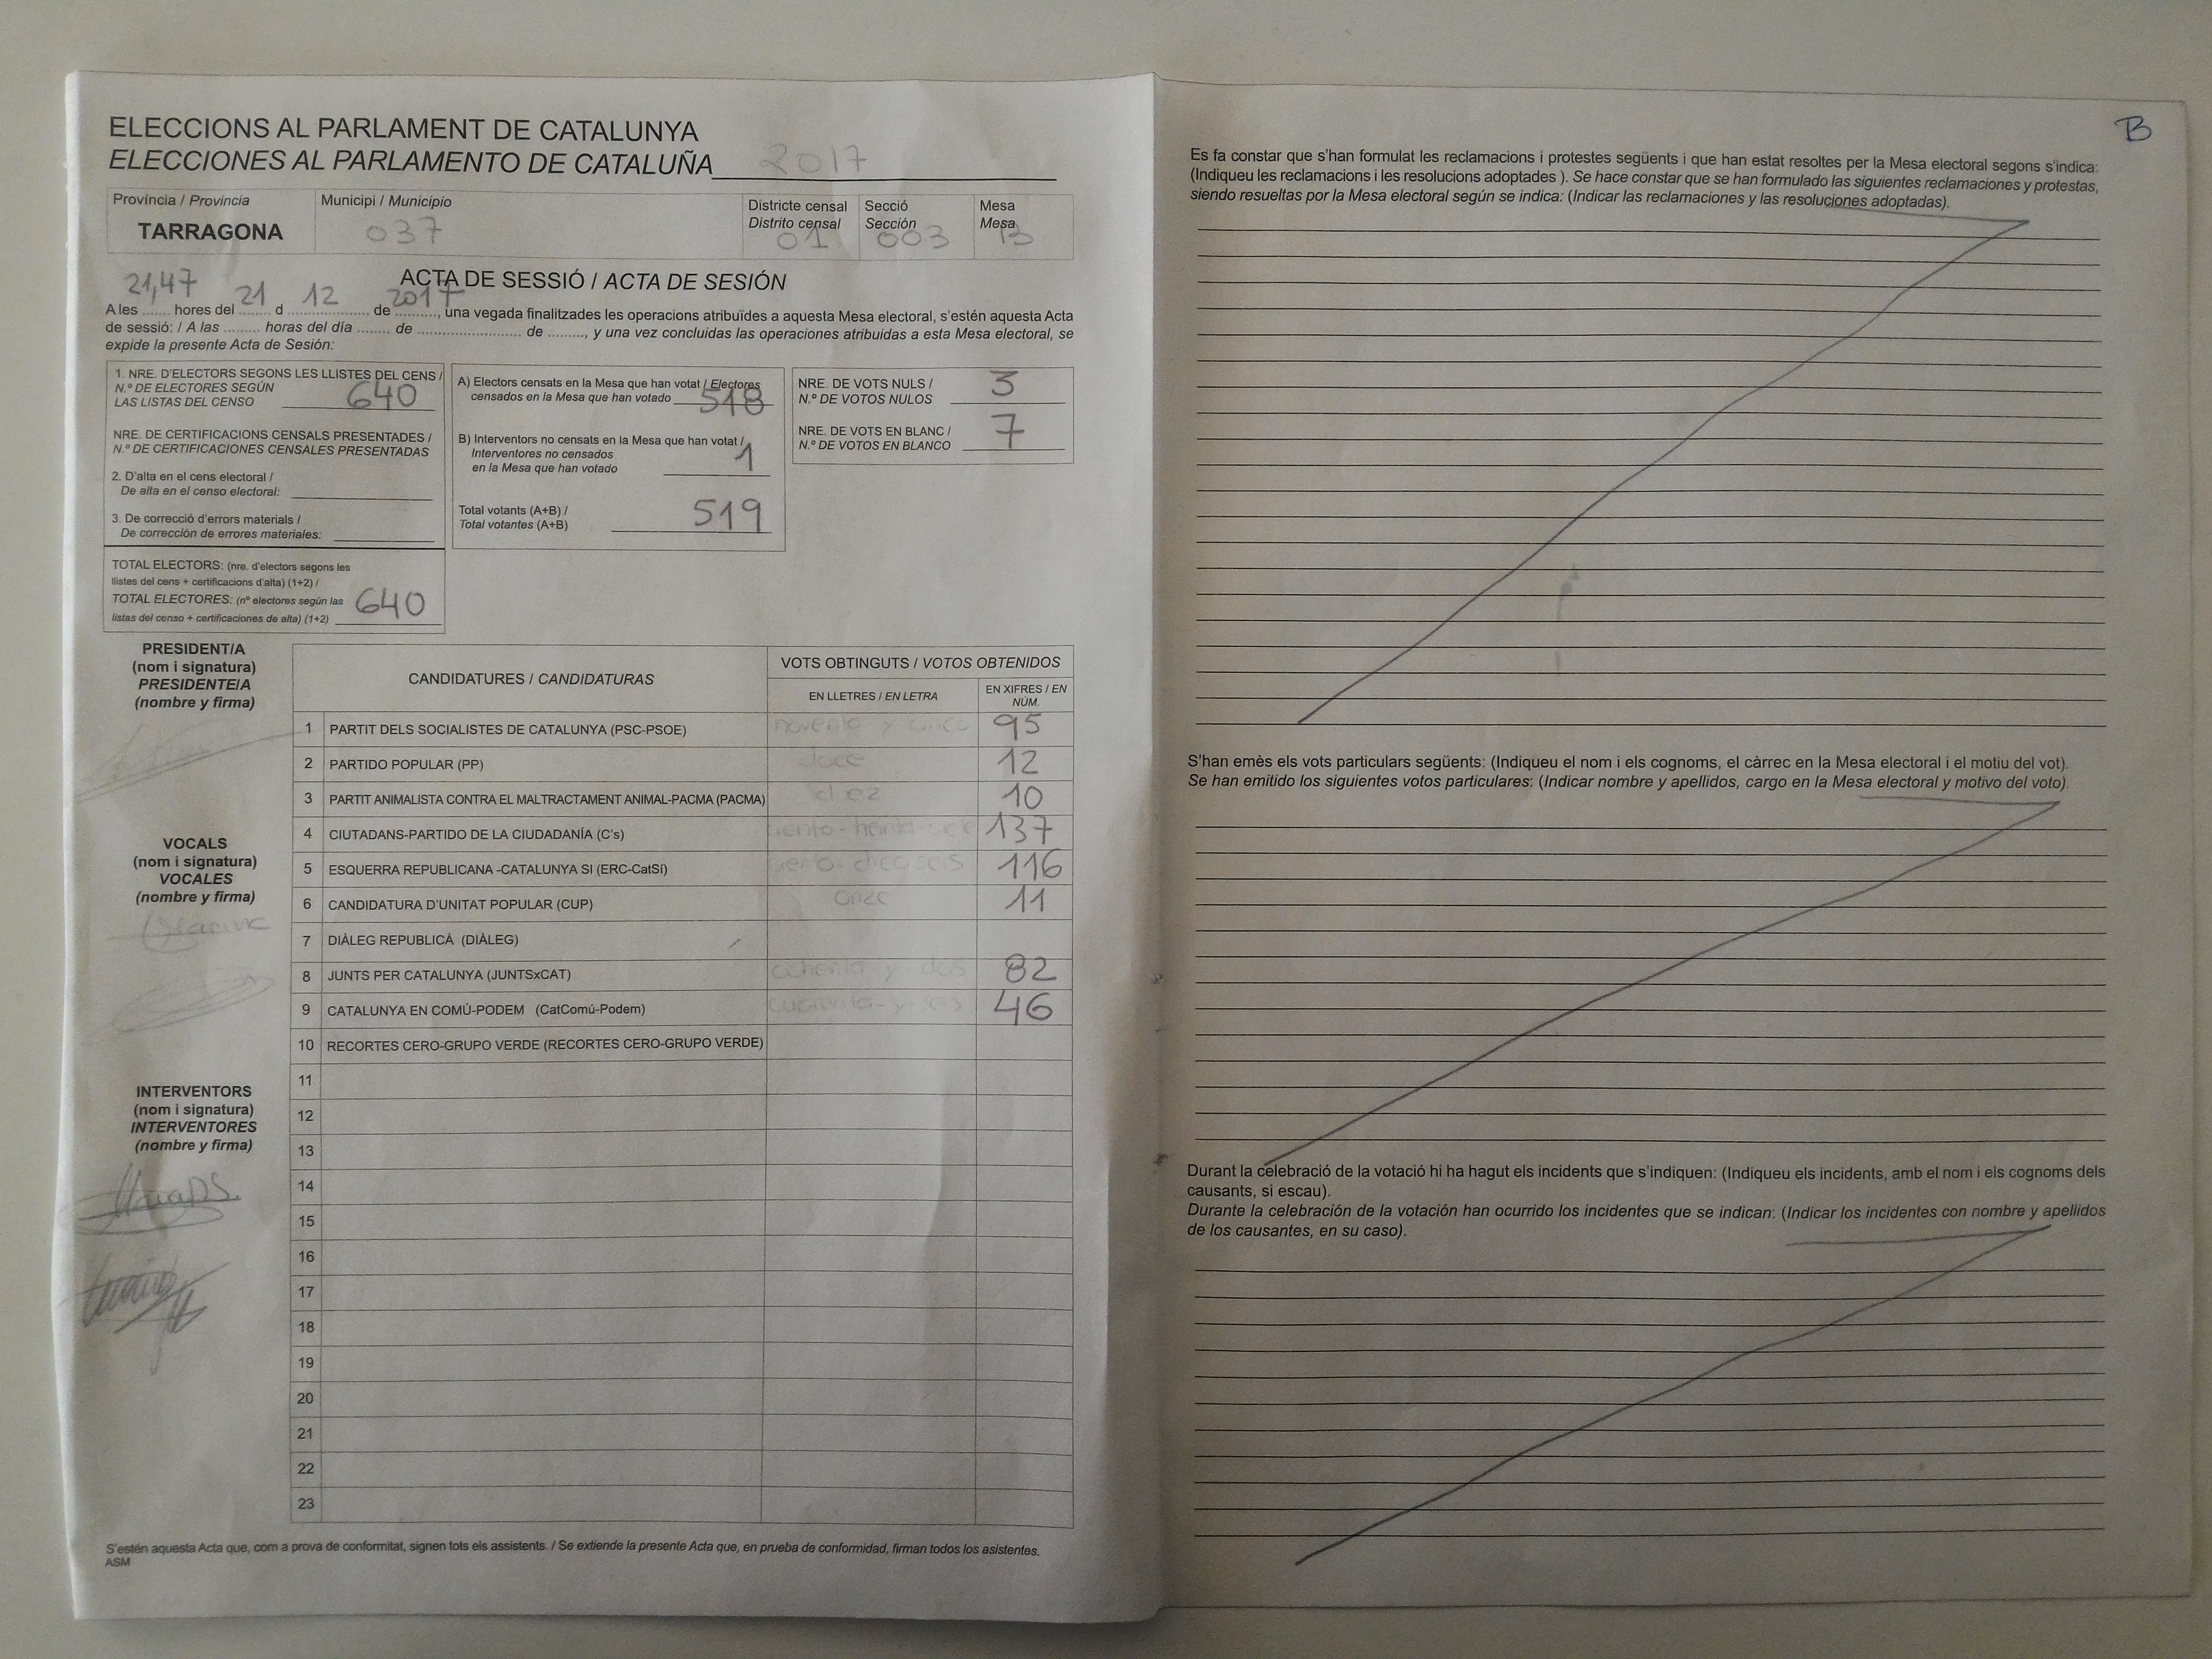 ELECCIONS AL PARLAMENT DE CATALUNYA
ELECCIONES AL PARLAMENTO DE CATALUÑA 2017
Província / Provincia
TARRAGONA
Municipi / Municipio
037
Districte censal
Distrito censal
01
Secció
Sección
003
Mesa
Mesa
B
ACTA DE SESSIÓ / ACTA DE SESIÓN
A les 21,47 hores del 21 d 12 de 2017, una vegada finalitzades les operacions atribuïdes a aquesta Mesa electoral, s'estén aquesta Acta
de sessió: / A las ......... horas del día ......... de .................... de ........., y una vez concluidas las operaciones atribuidas a esta Mesa electoral, se
expide la presente Acta de Sesión:
1. NRE. D'ELECTORS SEGONS LES LLISTES DEL CENS /
N.º DE ELECTORES SEGÚN
LAS LISTAS DEL CENSO 640
NRE. DE CERTIFICACIONS CENSALS PRESENTADES /
N.º DE CERTIFICACIONES CENSALES PRESENTADAS
2. D'alta en el cens electoral /
De alta en el censo electoral:
3. De correcció d'errors materials /
De corrección de errores materiales:
TOTAL ELECTORS: (nre. d'electors segons les
llistes del cens + certificacions d'alta) (1+2) /
TOTAL ELECTORES: (nº electores según las
listas del censo + certificaciones de alta) (1+2) 640
A) Electors censats en la Mesa que han votat / Electores
censados en la Mesa que han votado 518
B) Interventors no censats en la Mesa que han votat /
Interventores no censados
en la Mesa que han votado 1
Total votants (A+B) /
Total votantes (A+B) 519
NRE. DE VOTS NULS /
N.º DE VOTOS NULOS 3
NRE. DE VOTS EN BLANC /
N.º DE VOTOS EN BLANCO 7
PRESIDENT/A
(nom i signatura)
PRESIDENTE/A
(nombre y firma)
VOCALS
(nom i signatura)
VOCALES
(nombre y firma)
INTERVENTORS
(nom i signatura)
INTERVENTORES
(nombre y firma)
CANDIDATURES / CANDIDATURAS
VOTS OBTINGUTS / VOTOS OBTENIDOS
EN LLETRES / EN LETRA
EN XIFRES / EN NÚM.
1 PARTIT DELS SOCIALISTES DE CATALUNYA (PSC-PSOE) noventa y cinco 95
2 PARTIDO POPULAR (PP) doce 12
3 PARTIT ANIMALISTA CONTRA EL MALTRACTAMENT ANIMAL-PACMA (PACMA) diez 10
4 CIUTADANS-PARTIDO DE LA CIUDADANÍA (C's) 137
5 ESQUERRA REPUBLICANA -CATALUNYA SI (ERC-CatSí) 116
6 CANDIDATURA D'UNITAT POPULAR (CUP) once 11
7 DIÀLEG REPUBLICÀ (DIÀLEG)
8 JUNTS PER CATALUNYA (JUNTSxCAT) ochenta y dos 82
9 CATALUNYA EN COMÚ-PODEM (CatComú-Podem) 46
10 RECORTES CERO-GRUPO VERDE (RECORTES CERO-GRUPO VERDE)
11
12
13
14
15
16
17
18
19
20
21
22
23
S'estén aquesta Acta que, com a prova de conformitat, signen tots els assistents. / Se extiende la presente Acta que, en prueba de conformidad, firman todos los asistentes.
ASM
B
Es fa constar que s'han formulat les reclamacions i protestes següents i que han estat resoltes per la Mesa electoral segons s'indica:
(Indiqueu les reclamacions i les resolucions adoptades ). Se hace constar que se han formulado las siguientes reclamaciones y protestas,
siendo resueltas por la Mesa electoral según se indica: (Indicar las reclamaciones y las resoluciones adoptadas).
S'han emès els vots particulars següents: (Indiqueu el nom i els cognoms, el càrrec en la Mesa electoral i el motiu del vot).
Se han emitido los siguientes votos particulares: (Indicar nombre y apellidos, cargo en la Mesa electoral y motivo del voto).
Durant la celebració de la votació hi ha hagut els incidents que s'indiquen: (Indiqueu els incidents, amb el nom i els cognoms dels
causants, si escau).
Durante la celebración de la votación han ocurrido los incidentes que se indican: (Indicar los incidentes con nombre y apellidos
de los causantes, en su caso).